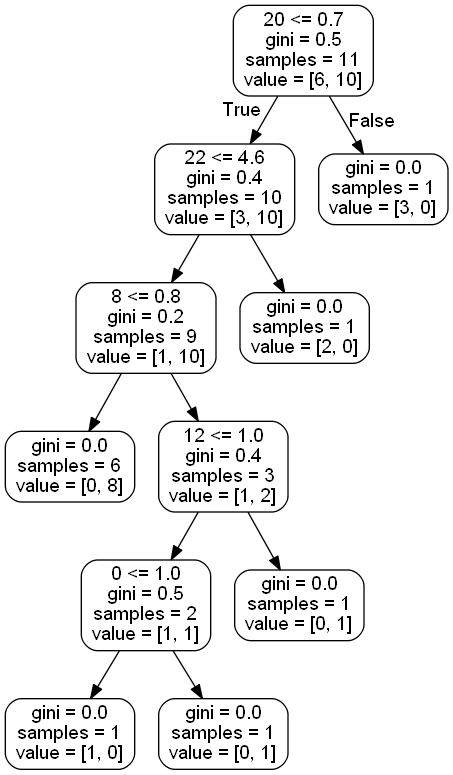 20 <= 0.7
gini = 0.5
samples = 11
value = [6, 10]
True
False
22 <= 4.6
gini = 0.4
samples = 10
value = [3, 10]
gini = 0.0
samples = 1
value = [3, 0]
8 <= 0.8
gini = 0.2
samples = 9
value = [1, 10]
gini = 0.0
samples = 1
value = [2, 0]
gini = 0.0
samples = 6
value = [0, 8]
12 <= 1.0
gini = 0.4
samples = 3
value = [1, 2]
0 <= 1.0
gini = 0.5
samples = 2
value = [1, 1]
gini = 0.0
samples = 1
value = [0, 1]
gini = 0.0
samples = 1
value = [1, 0]
gini = 0.0
samples = 1
value = [0, 1]